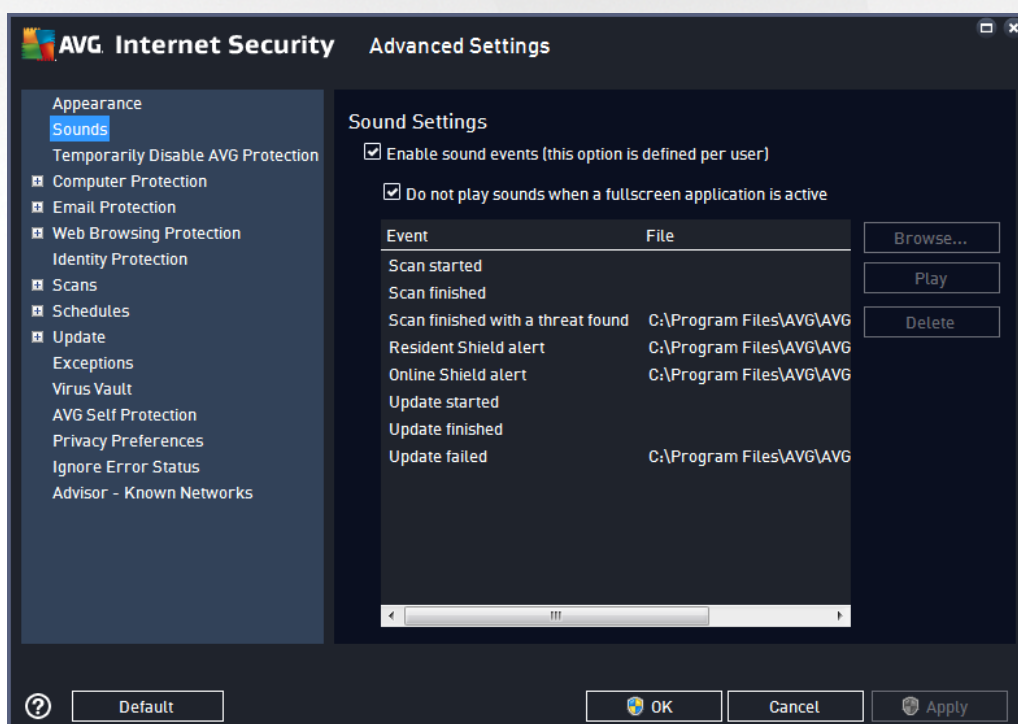 AVG. Internet Security Advanced Settings
Appearance
Sounds
Temporarily Disable AVG Protection
Computer Protection
Email Protection
Web Browsing Protection
Identity Protection
Scans
Schedules
Update
Exceptions
Virus Vault
AVG Self Protection
Privacy Preferences
Ignore Error Status
Advisor - Known Networks
Sound Settings
Enable sound events (this option is defined per user)
Do not play sounds when a fullscreen application is active
Event File
Scan started
Scan finished
Scan finished with a threat found C:\Program Files\AVG\AVG
Resident Shield alert C:\Program Files\AVG\AVG
Online Shield alert C:\Program Files\AVG\AVG
Update started
Update finished
Update failed C:\Program Files\AVG\AVG
Browse...
Play
Delete
? Default OK Cancel Apply